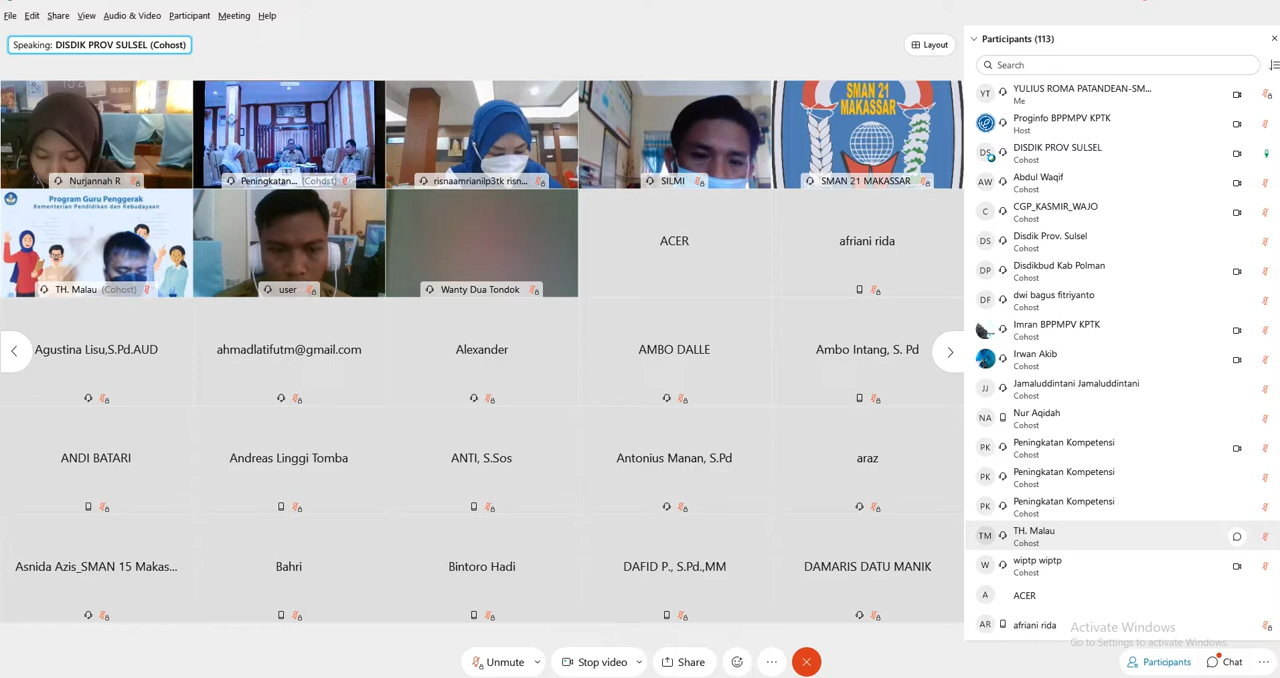 File Edit Share View Audio & Video Participant Meeting Help
Speaking: DISDIK PROV SULSEL (Cohost)
Layout
Nurjannah R
Peningkatan... (Cohost)
risnaamrianilp3tk risn...
SILMI
SMAN 21
MAKASSAR
SMAN 21 MAKASSAR
Program Guru Penggerak
Kementerian Pendidikan dan Kebudayaan
TH. Malau (Cohost)
user
Wanty Dua Tondok
ACER
afriani rida
Agustina Lisu,S.Pd.AUD
ahmadlatifutm@gmail.com
Alexander
AMBO DALLE
Ambo Intang, S. Pd
ANDI BATARI
Andreas Linggi Tomba
ANTI, S.Sos
Antonius Manan, S.Pd
araz
Asnida Azis_SMAN 15 Makas...
Bahri
Bintoro Hadi
DAFID P., S.Pd.,MM
DAMARIS DATU MANIK
Unmute
Stop video
Share
Participants (113)
Search
YT
YULIUS ROMA PATANDEAN-SM...
Me
Proginfo BPPMPV KPTK
Host
DS
DISDIK PROV SULSEL
Cohost
AW
Abdul Waqif
Cohost
C
CGP_KASMIR_WAJO
Cohost
DS
Disdik Prov. Sulsel
Cohost
DP
Disdikbud Kab Polman
Cohost
DF
dwi bagus fitriyanto
Cohost
Imran BPPMPV KPTK
Cohost
Irwan Akib
Cohost
JJ
Jamaluddintani Jamaluddintani
Cohost
NA
Nur Aqidah
Cohost
PK
Peningkatan Kompetensi
Cohost
PK
Peningkatan Kompetensi
Cohost
PK
Peningkatan Kompetensi
Cohost
TM
TH. Malau
Cohost
W
wiptp wiptp
Cohost
A
ACER
AR
afriani rida
Activate Windows
Go to Settings to activate Windows.
Participants
Chat